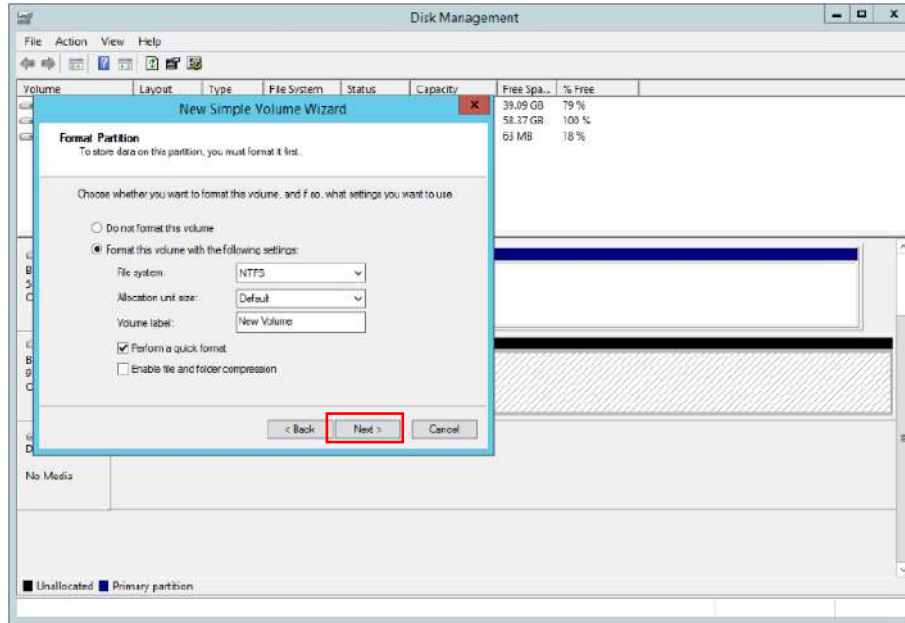 Disk Management
File Action View Help
Volume Layout Type File System Status Capacity Free Spa... % Free
39.09 GB 79 %
58.37 GB 100 %
63 MB 18 %
New Simple Volume Wizard
Format Partition
To store data on this partition, you must format it first.
Choose whether you want to format this volume, and if so, what settings you want to use.
Do not format this volume
Format this volume with the following settings:
File system: NTFS
Allocation unit size: Default
Volume label: New Volume
Perform a quick format
Enable file and folder compression
< Back Next > Cancel
No Media
Unallocated Primary partition